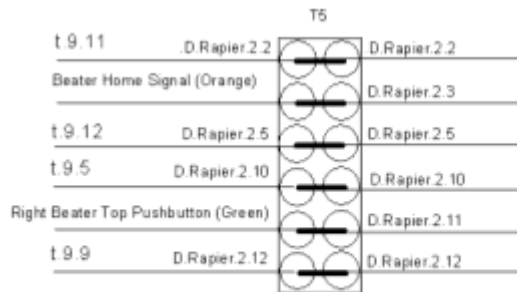 T5
t.9.11 .D.Rapier.2.2 D.Rapier.2.2
Beater Home Signal (Orange) D.Rapier.2.3
t.9.12 D.Rapier.2.5 D.Rapier.2.5
t.9.5 D.Rapier.2.10 D.Rapier.2.10
Right Beater Top Pushbutton (Green) D.Rapier.2.11
t.9.9 D.Rapier.2.12 D.Rapier.2.12